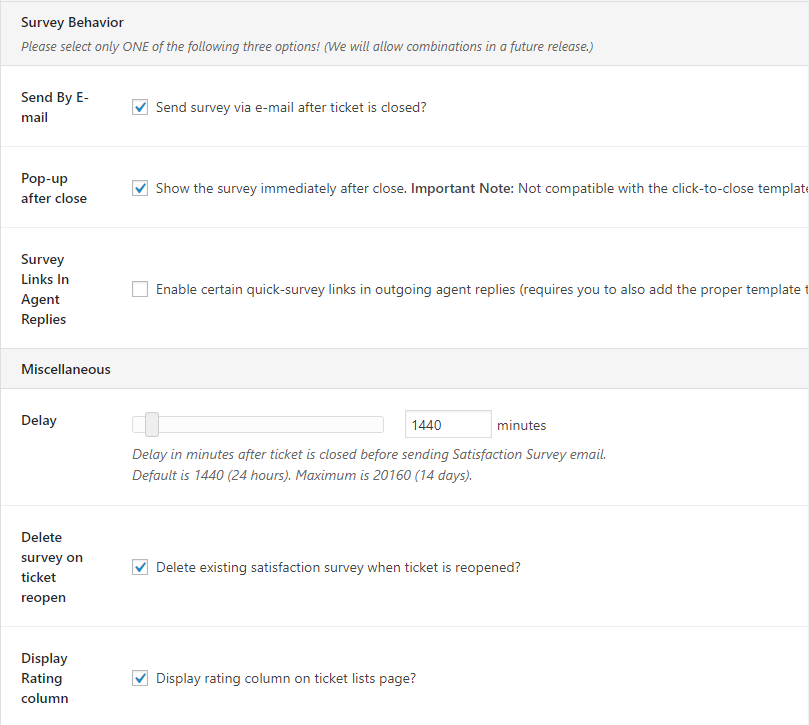 Survey Behavior
Please select only ONE of the following three options! (We will allow combinations in a future release.)
Send By E-
mail
Send survey via e-mail after ticket is closed?
Pop-up
after close
Show the survey immediately after close. Important Note: Not compatible with the click-to-close
Survey
Links In
Agent
Replies
Enable certain quick-survey links in outgoing agent replies (requires you to also add the proper template
Miscellaneous
Delay
1440 minutes
Delay in minutes after ticket is closed before sending Satisfaction Survey email.
Default is 1440 (24 hours). Maximum is 20160 (14 days).
Delete
survey on
ticket
reopen
Delete existing satisfaction survey when ticket is reopened?
Display
Rating
column
Display rating column on ticket lists page?